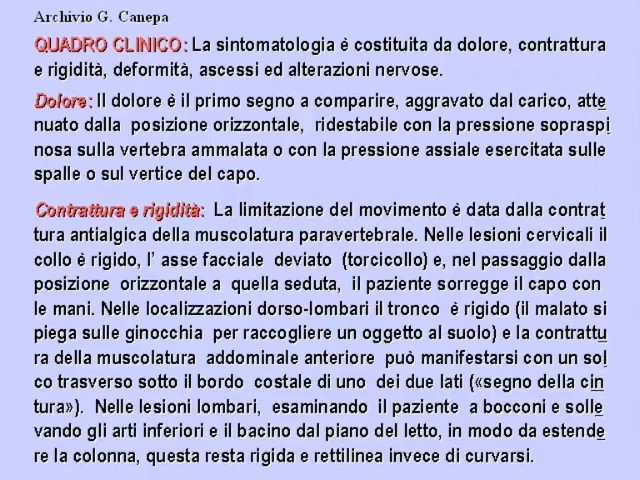 Archivio G. Canepa
QUADRO CLINICO: La sintomatologia è costituita da dolore, contrattura
e rigidità, deformità, ascessi ed alterazioni nervose.
Dolore: Il dolore è il primo segno a comparire, aggravato dal carico, atte
nuato dalla posizione orizzontale, ridestabile con la pressione sopraspi
nosa sulla vertebra ammalata o con la pressione assiale esercitata sulle
spalle o sul vertice del capo.
Contrattura e rigidità: La limitazione del movimento è data dalla contrat
tura antialgica della muscolatura paravertebrale. Nelle lesioni cervicali il
collo è rigido, l' asse facciale deviato (torcicollo) e, nel passaggio dalla
posizione orizzontale a quella seduta, il paziente sorregge il capo con
le mani. Nelle localizzazioni dorso-lombari il tronco è rigido (il malato si
piega sulle ginocchia per raccogliere un oggetto al suolo) e la contrattu
ra della muscolatura addominale anteriore può manifestarsi con un sol
co trasverso sotto il bordo costale di uno dei due lati («segno della cin
tura»). Nelle lesioni lombari, esaminando il paziente a bocconi e solle
vando gli arti inferiori e il bacino dal piano del letto, in modo da estende
re la colonna, questa resta rigida e rettilinea invece di curvarsi.